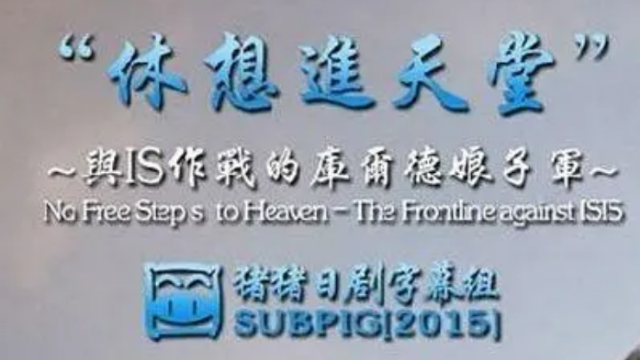 “休想進天堂”
~與IS作戰的庫爾德娘子軍~
No Free Steps to Heaven - The Frontline against ISIS
猪猪日剧字幕组
SUBPIG[2015]